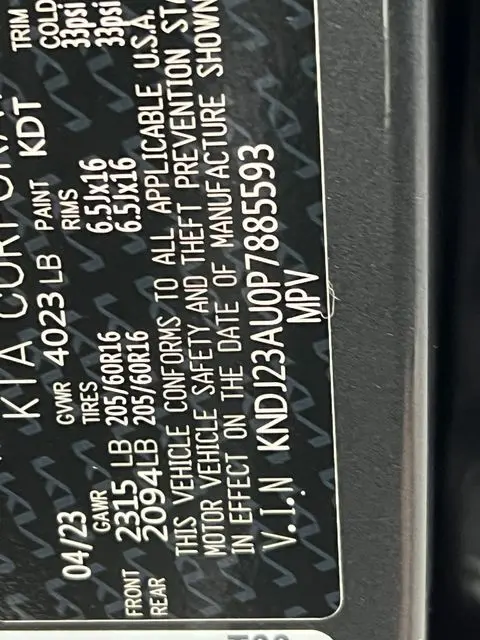 KIA CORPORA
04/23 GVWR 4023 LB PAINT KDT TRIM
GAWR TIRES RIMS COLD
FRONT 2315 LB 205/60R16 6.5Jx16 33psi
REAR 2094LB 205/60R16 6.5Jx16 33psi
THIS VEHICLE CONFORMS TO ALL APPLICABLE U.S.A.
MOTOR VEHICLE SAFETY AND THEFT PREVENTION STA
IN EFFECT ON THE DATE OF MANUFACTURE SHOWN
V.I.N KNDJ23AU0P7885593
MPV